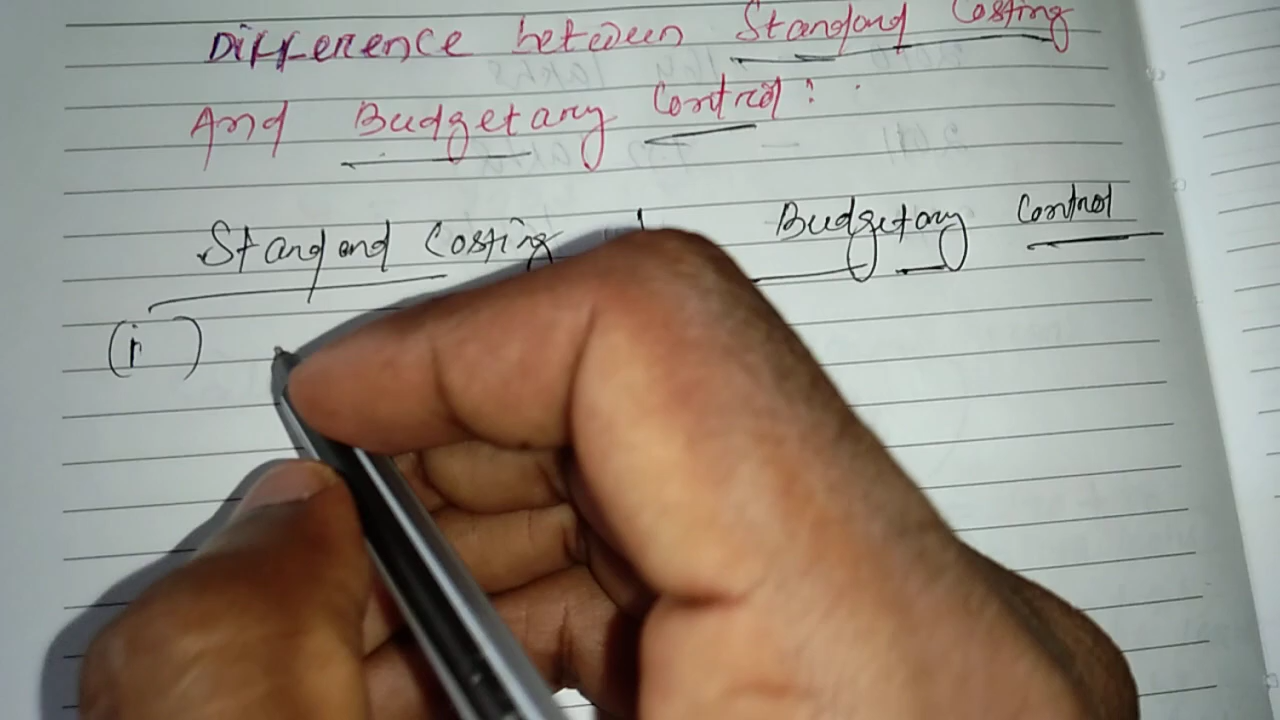 Difference between Standard Costing
And Budgetary Control :
Standard Costing Budgetary Control
(i)